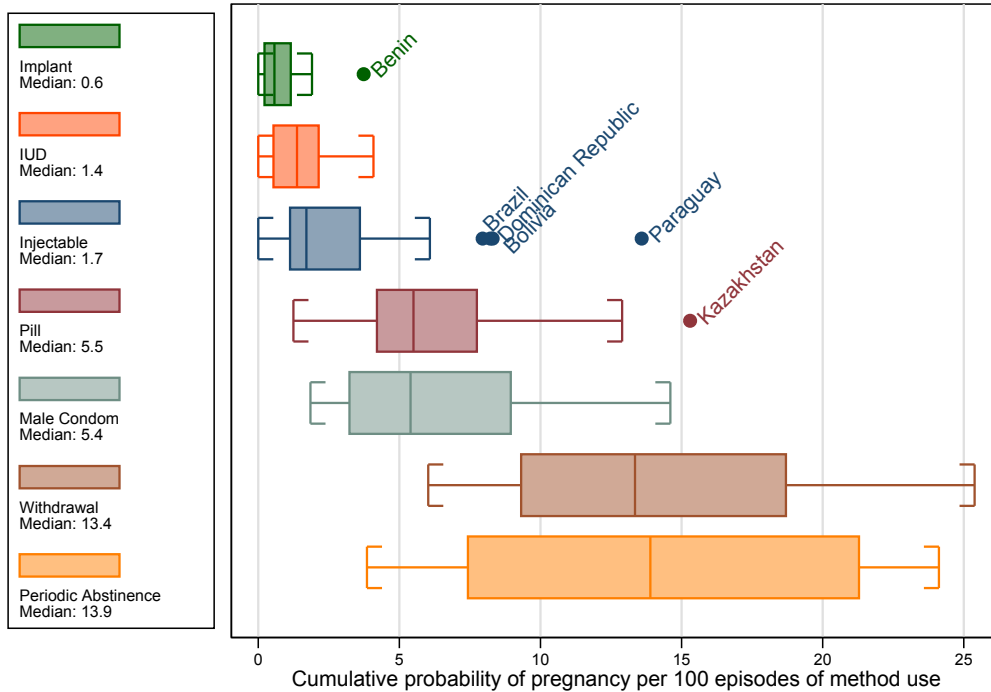 Implant
Median: 0.6
IUD
Median: 1.4
Injectable
Median: 1.7
Pill
Median: 5.5
Male Condom
Median: 5.4
Withdrawal
Median: 13.4
Periodic Abstinence
Median: 13.9
Benin
Brazil
Dominican Republic
Bolivia
Paraguay
Kazakhstan
0 5 10 15 20 25
Cumulative probability of pregnancy per 100 episodes of method use